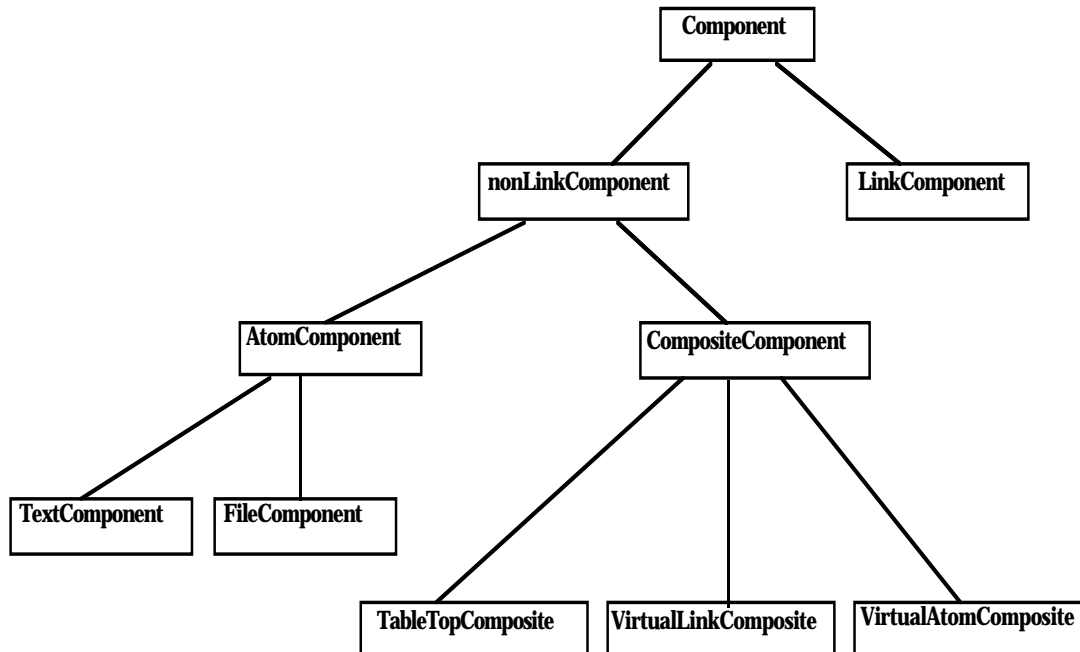 Component
nonLinkComponent
LinkComponent
AtomComponent
CompositeComponent
TextComponent
FileComponent
TableTopComposite
VirtualLinkComposite
VirtualAtomComposite